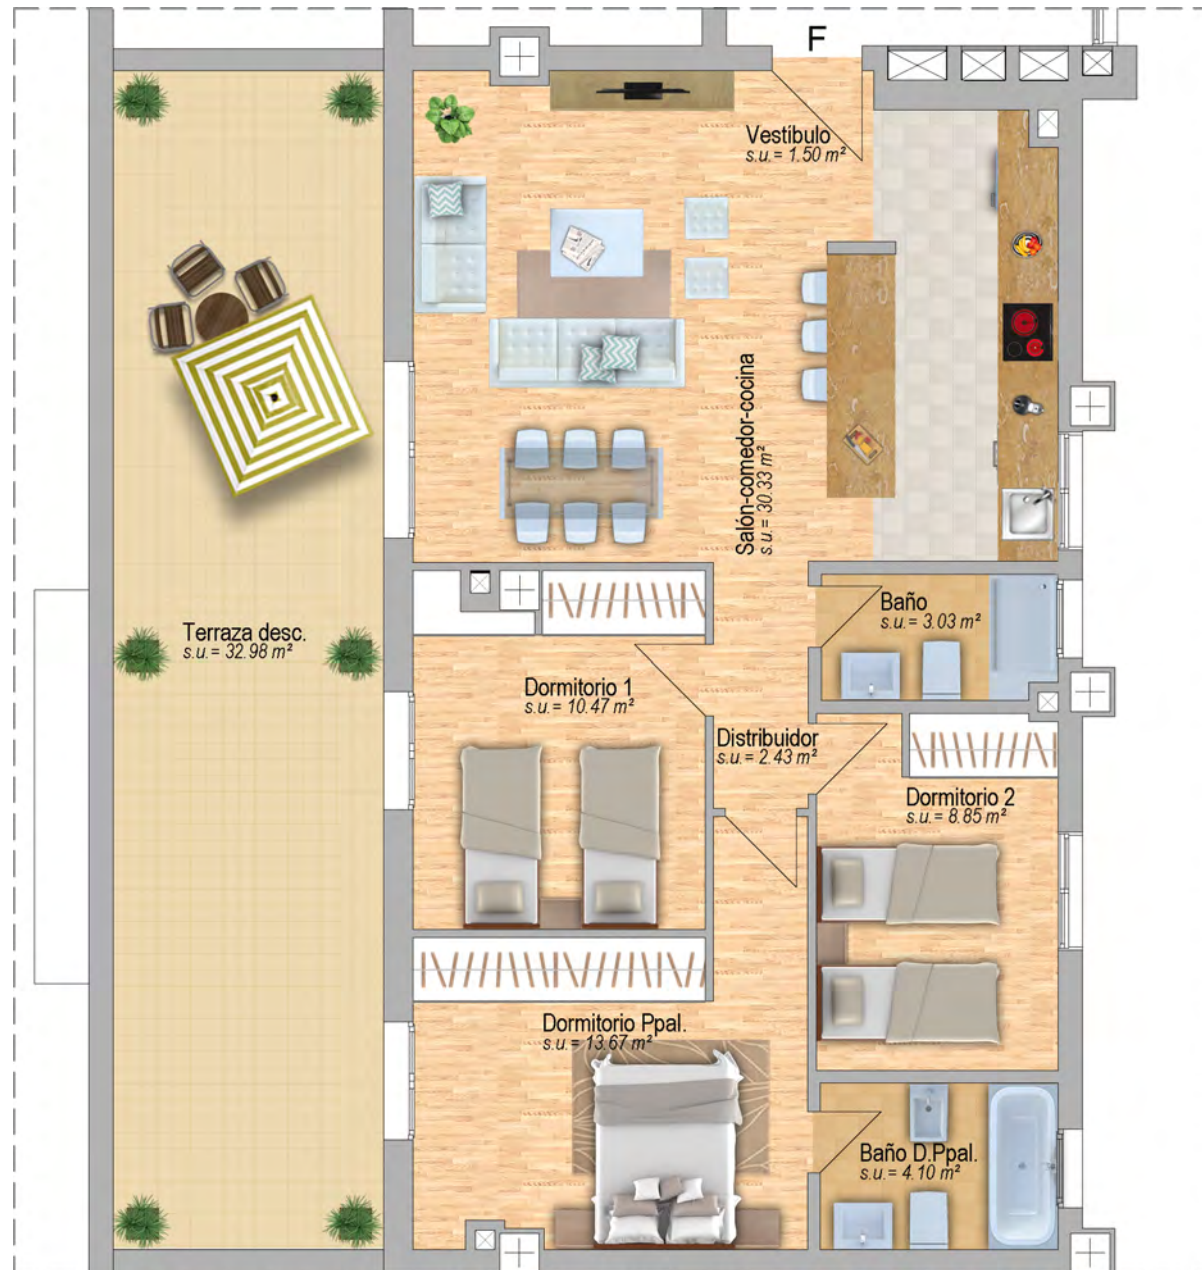 F
Vestíbulo
s.u.= 1.50 m²
Salón-comedor-cocina
s.u.= 30.33 m²
Baño
s.u.= 3.03 m²
Terraza desc.
s.u.= 32.98 m²
Dormitorio 1
s.u.= 10.47 m²
Distribuidor
s.u.= 2.43 m²
Dormitorio 2
s.u.= 8.85 m²
Dormitorio Ppal.
s.u.= 13.67 m²
Baño D.Ppal.
s.u.= 4.10 m²